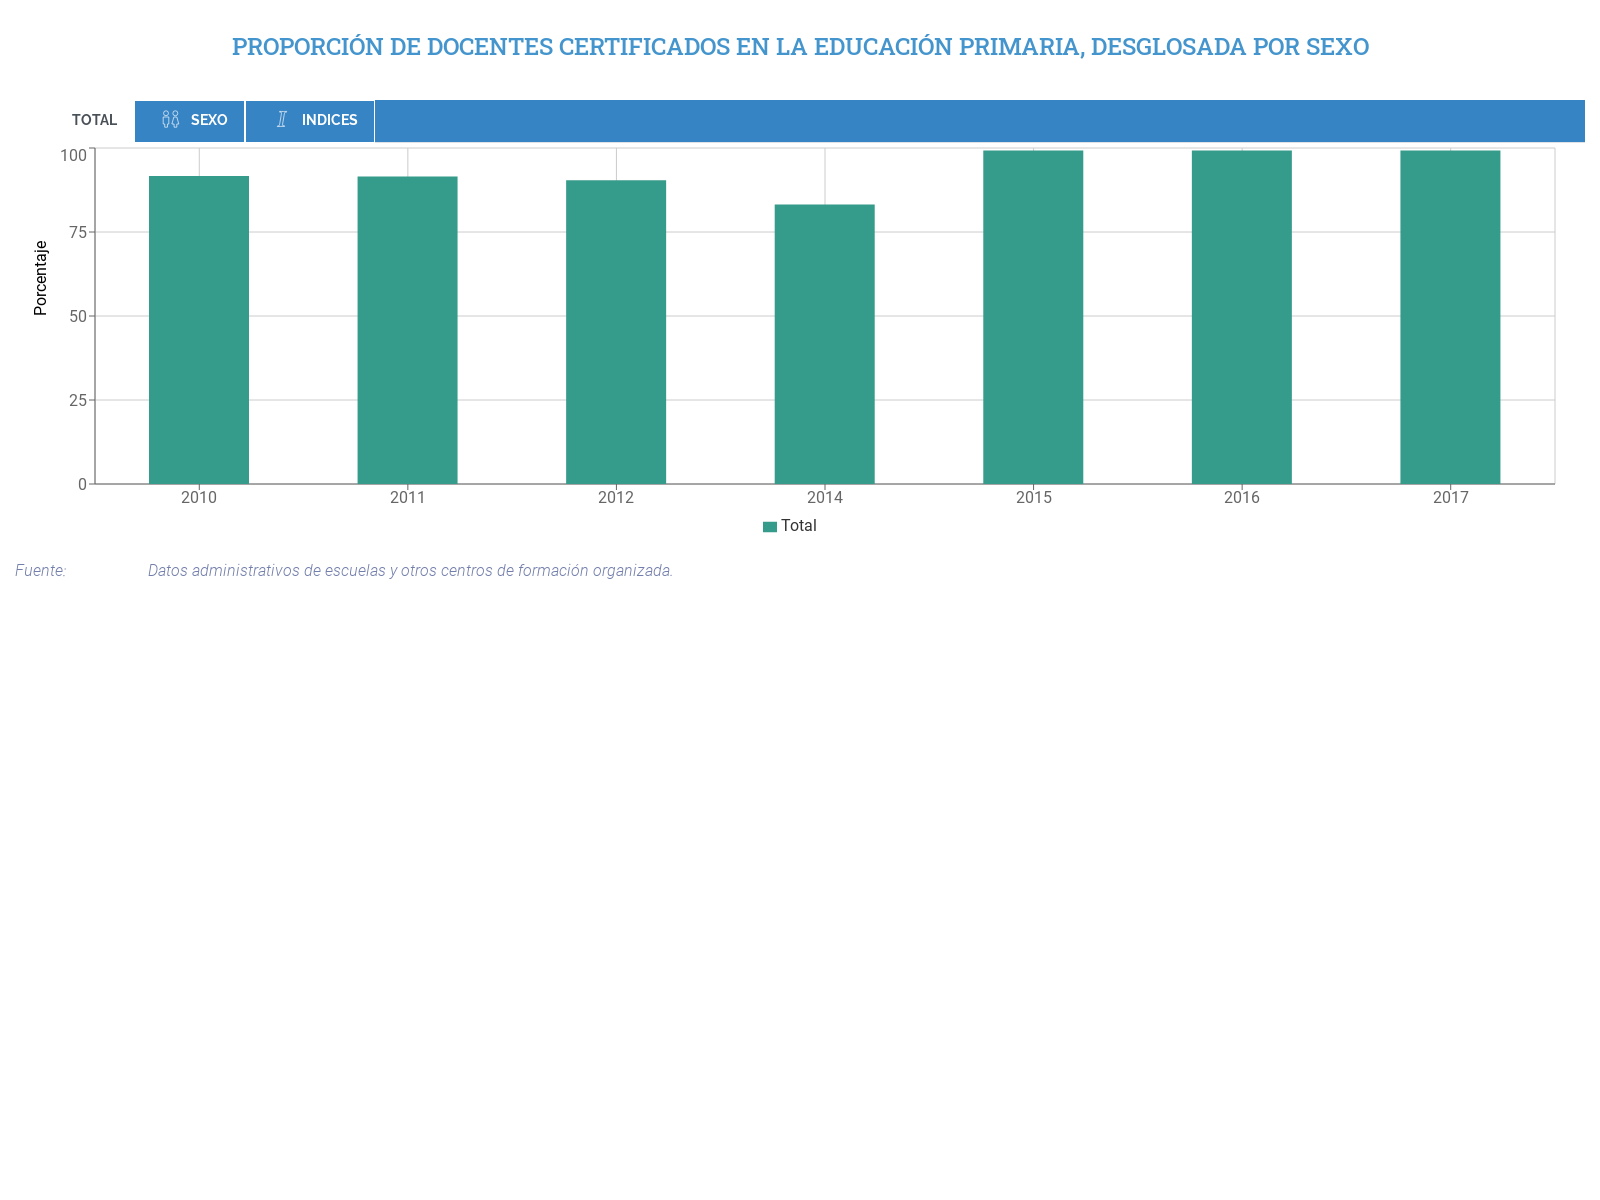 PROPORCIÓN DE DOCENTES CERTIFICADOS EN LA EDUCACIÓN PRIMARIA, DESGLOSADA POR SEXO
TOTAL SEXO INDICES
Porcentaje
100
75
50
25
0
2010 2011 2012 2014 2015 2016 2017
Total
Fuente: Datos administrativos de escuelas y otros centros de formación organizada.